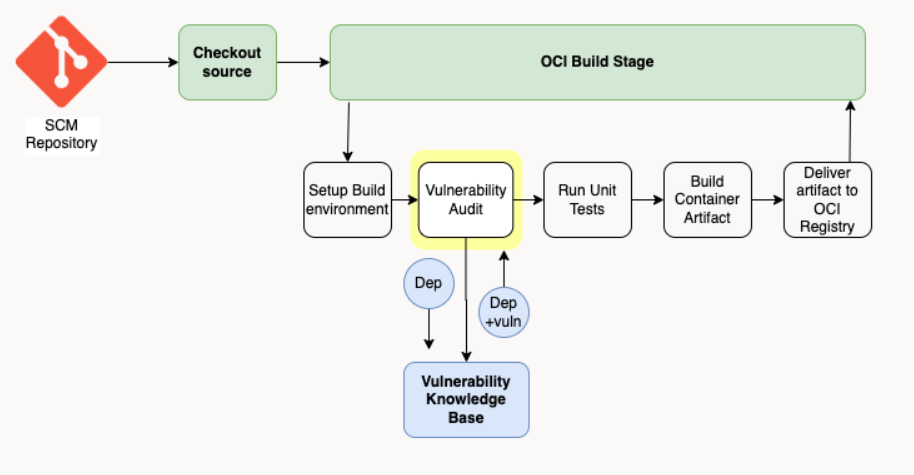 SCM
Repository
Checkout
source
OCI Build Stage
Setup Build
environment
Vulnerability
Audit
Run Unit
Tests
Build
Container
Artifact
Deliver
artifact to
OCI
Registry
Dep
Dep
+vuln
Vulnerability
Knowledge
Base